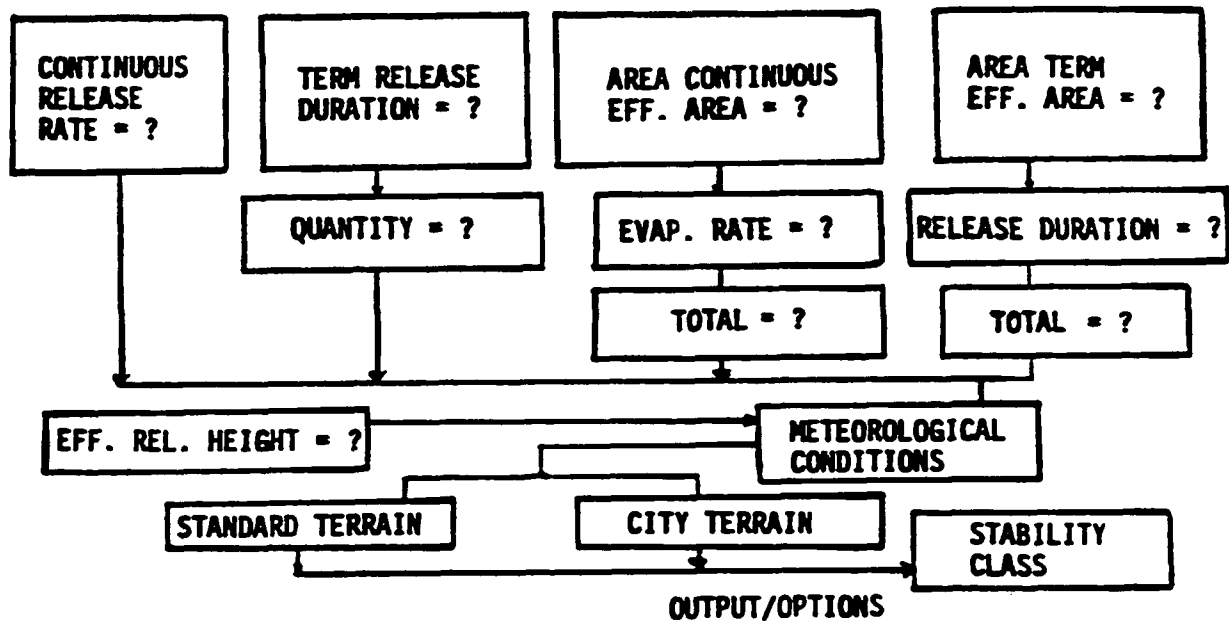 CONTINUOUS
RELEASE
RATE = ?
TERM RELEASE
DURATION = ?
AREA CONTINUOUS
EFF. AREA = ?
AREA TERM
EFF. AREA = ?
QUANTITY = ?
EVAP. RATE = ?
RELEASE DURATION = ?
TOTAL = ?
TOTAL = ?
EFF. REL. HEIGHT = ?
METEOROLOGICAL
CONDITIONS
STANDARD TERRAIN
CITY TERRAIN
STABILITY
CLASS
OUTPUT/OPTIONS